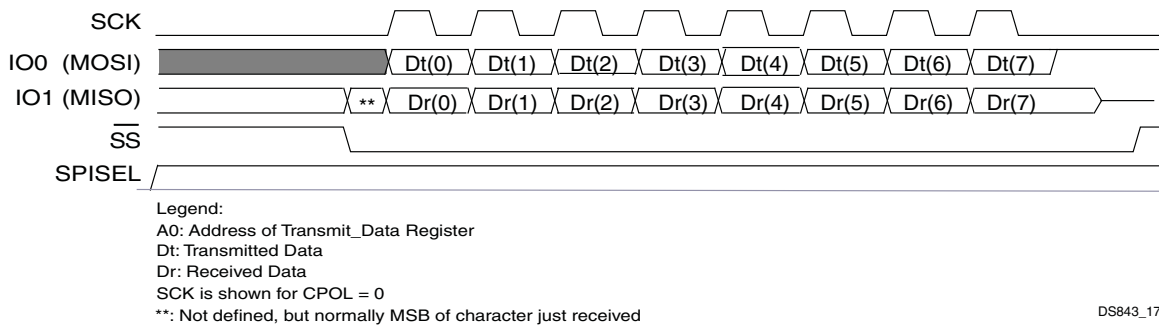 SCK
IO0 (MOSI) Dt(0) Dt(1) Dt(2) Dt(3) Dt(4) Dt(5) Dt(6) Dt(7)
IO1 (MISO) ** Dr(0) Dr(1) Dr(2) Dr(3) Dr(4) Dr(5) Dr(6) Dr(7)
SS
SPISEL
Legend:
A0: Address of Transmit_Data Register
Dt: Transmitted Data
Dr: Received Data
SCK is shown for CPOL = 0
**: Not defined, but normally MSB of character just received
DS843_17